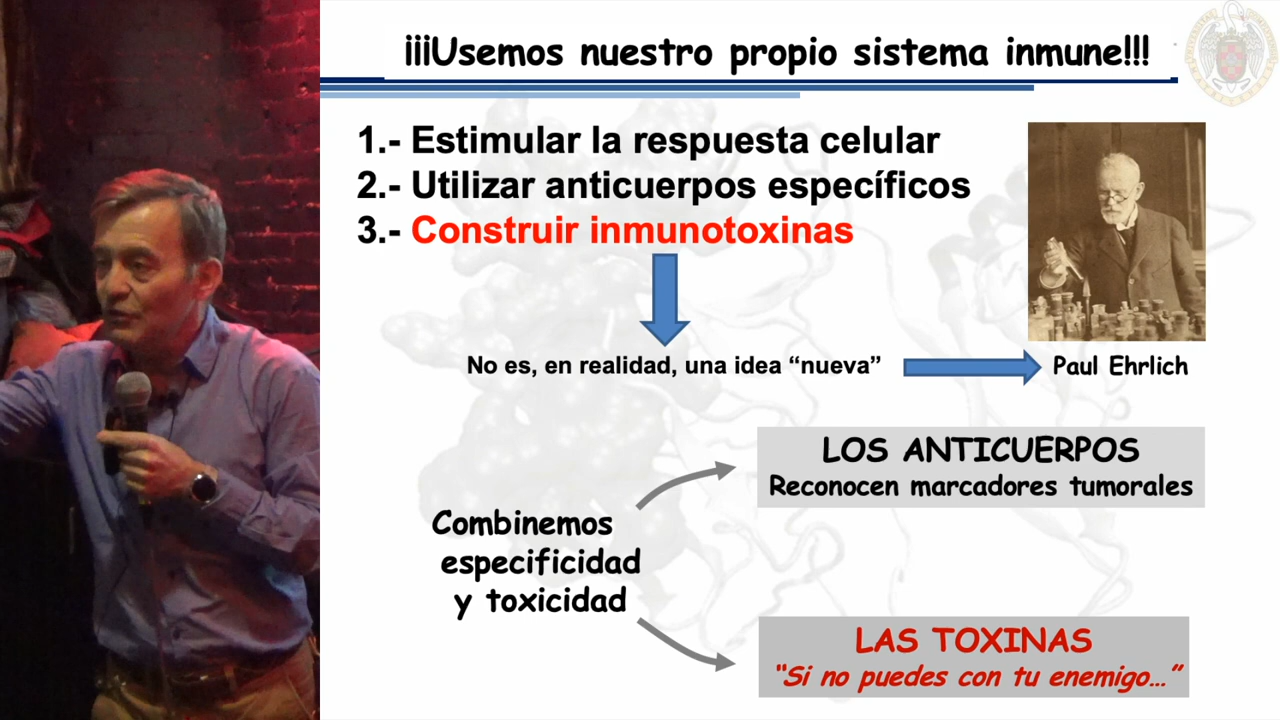 ¡¡¡Usemos nuestro propio sistema inmune!!!
1.- Estimular la respuesta celular
2.- Utilizar anticuerpos específicos
3.- Construir inmunotoxinas
No es, en realidad, una idea “nueva”
Paul Ehrlich
LOS ANTICUERPOS
Reconocen marcadores tumorales
Combinemos
especificidad
y toxicidad
LAS TOXINAS
“Si no puedes con tu enemigo…”